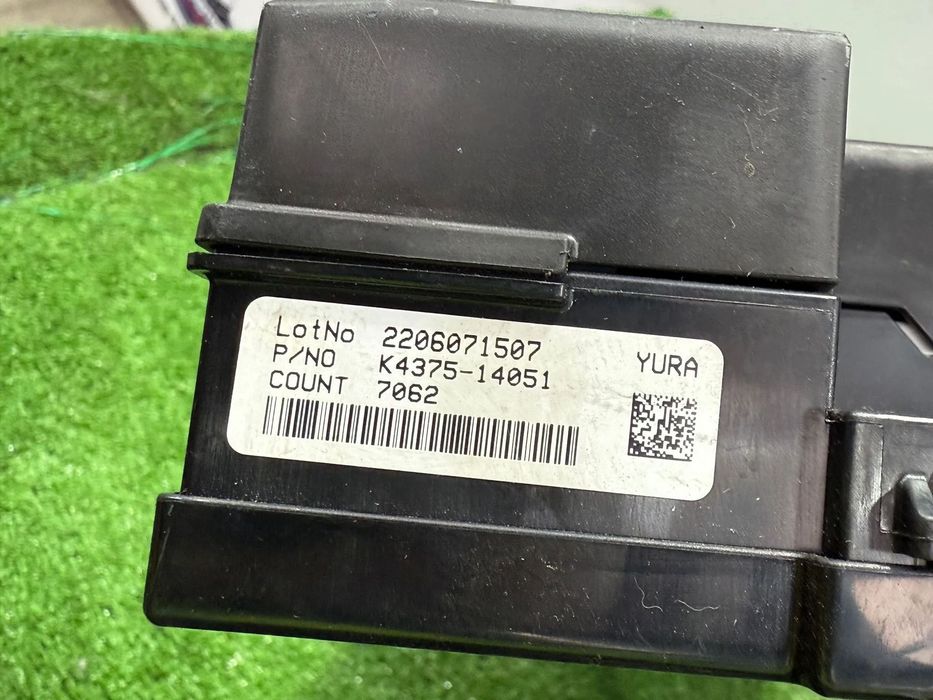 LotNo 2206071507
P/NO K4375-14051
COUNT 7062
YURA